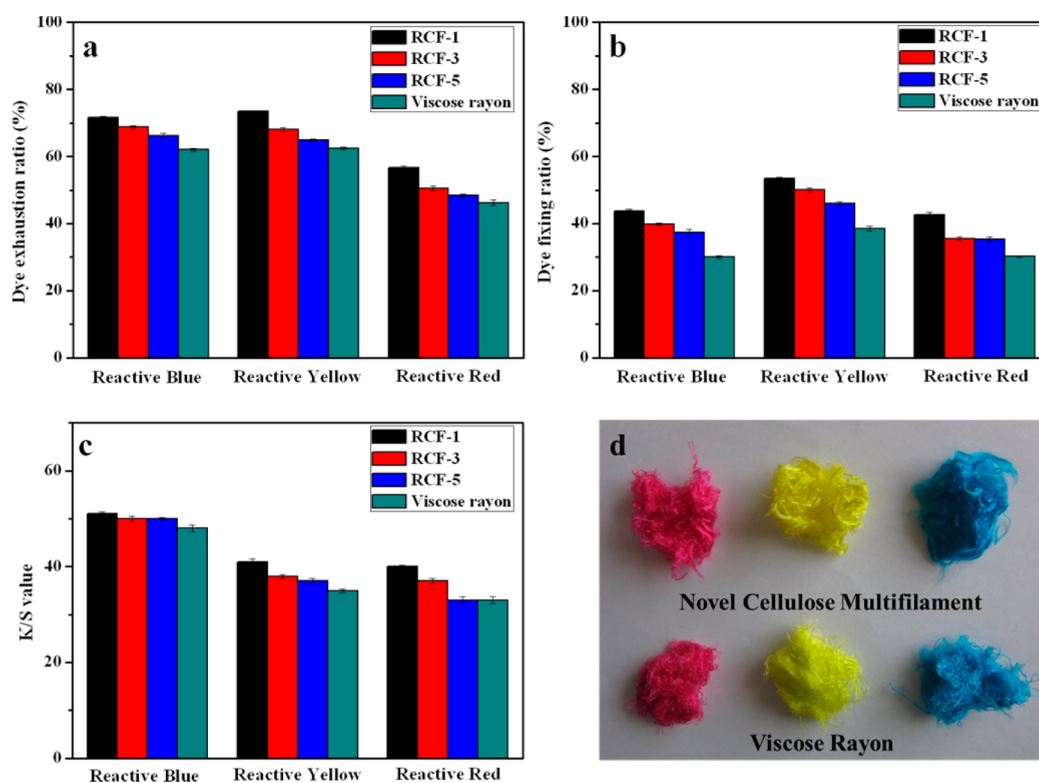 a
RCF-1
RCF-3
RCF-5
Viscose rayon
Dye exhaustion ratio (%)
100
80
60
40
20
0
Reactive Blue Reactive Yellow Reactive Red
b
RCF-1
RCF-3
RCF-5
Viscose rayon
Dye fixing ratio (%)
100
80
60
40
20
0
Reactive Blue Reactive Yellow Reactive Red
c
RCF-1
RCF-3
RCF-5
Viscose rayon
K/S value
60
40
20
0
Reactive Blue Reactive Yellow Reactive Red
d
Novel Cellulose Multifilament
Viscose Rayon